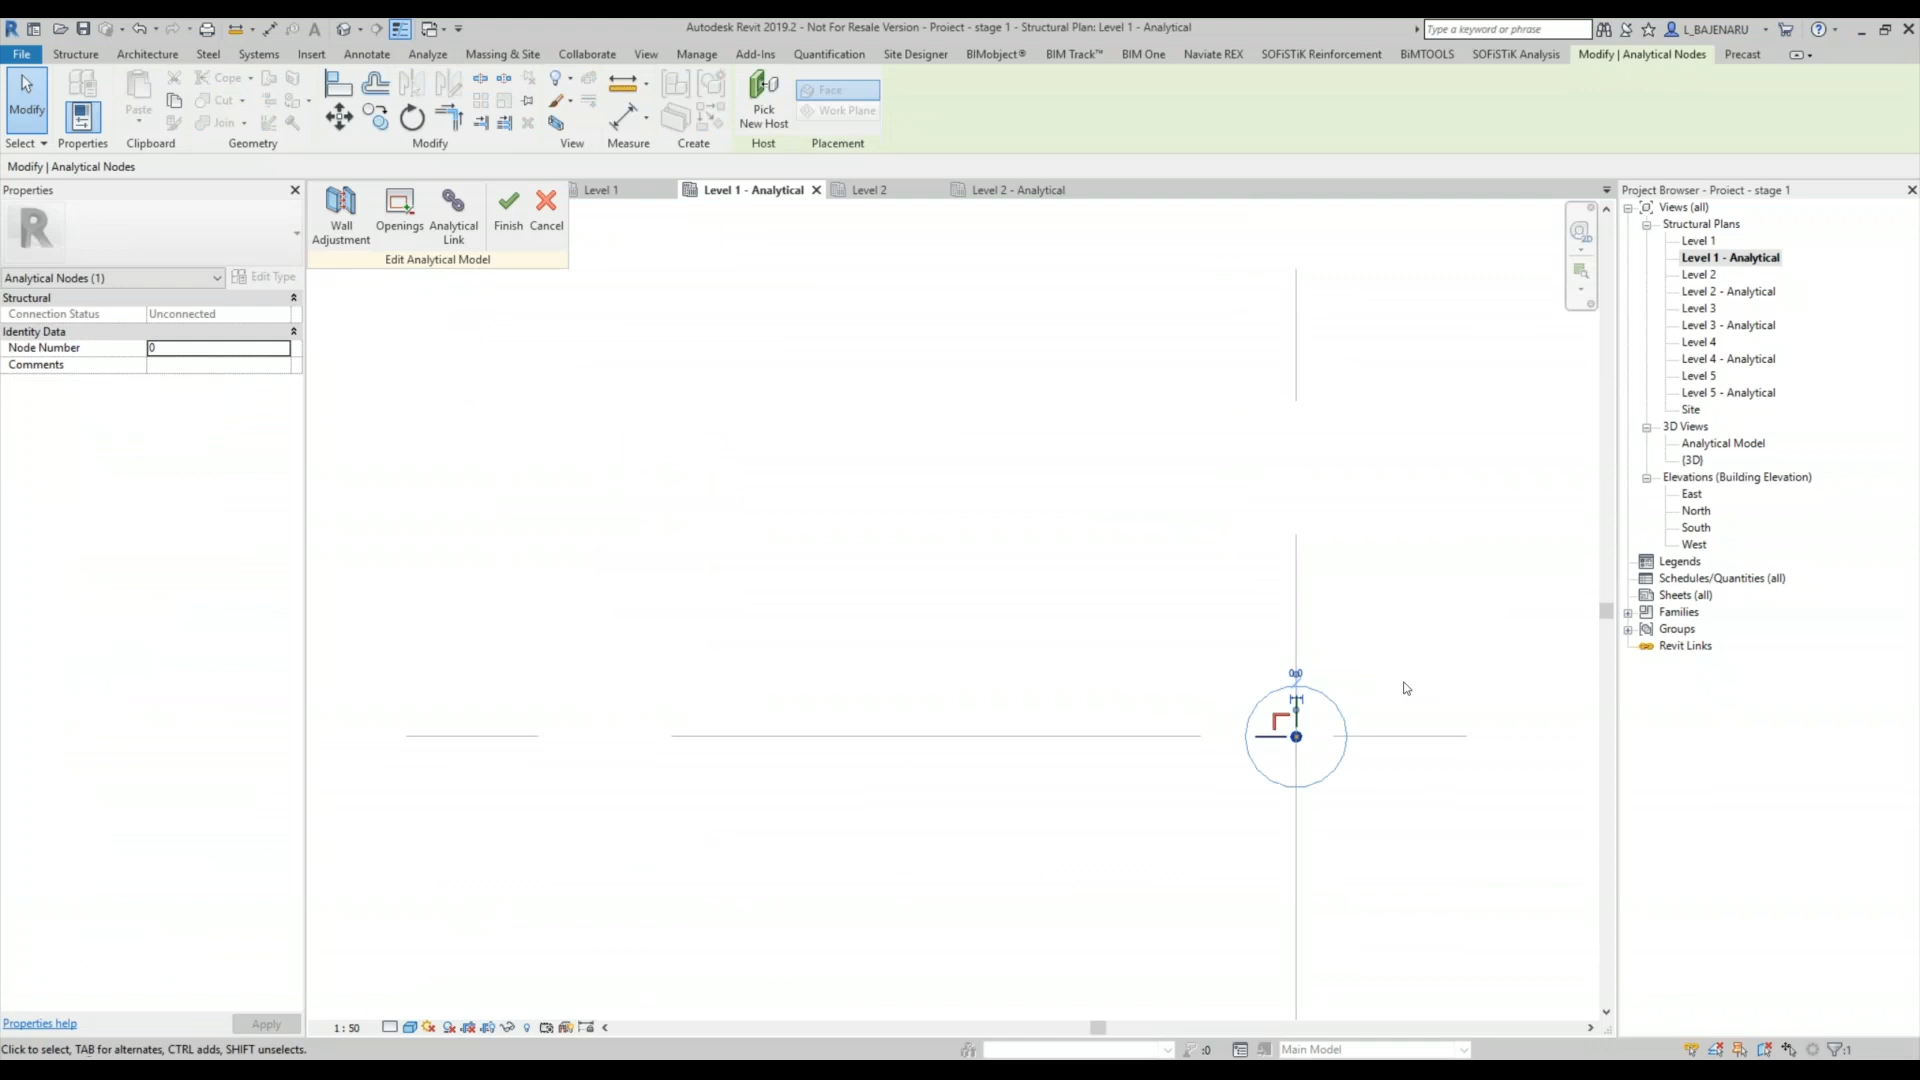 Autodesk Revit 2019.2 - Not For Resale Version - Project - stage 1 - Structural Plan: Level 1 - Analytical
Type a keyword or phrase
L_BAJENARU
File Structure Architecture Steel Systems Insert Annotate Analyze Massing & Site Collaborate View Manage Add-Ins Quantification Site Designer BIMobject® BIM Track™ BIM One Naviate REX SOFiSTiK Reinforcement BiMTOOLS SOFiSTiK Analysis Modify | Analytical Nodes Precast
Modify
Paste
Cope
Cut
Join
Pick
New Host
Face
Work Plane
Select Properties Clipboard Geometry Modify View Measure Create Host Placement
Modify | Analytical Nodes
Properties
Analytical Nodes (1)
Edit Type
Structural
Connection Status Unconnected
Identity Data
Node Number 0
Comments
Properties help
Apply
Wall
Adjustment
Openings
Analytical
Link
Finish
Cancel
Edit Analytical Model
Level 1
Level 1 - Analytical
Level 2
Level 2 - Analytical
2D
Project Browser - Project - stage 1
Views (all)
Structural Plans
Level 1
Level 1 - Analytical
Level 2
Level 2 - Analytical
Level 3
Level 3 - Analytical
Level 4
Level 4 - Analytical
Level 5
Level 5 - Analytical
Site
3D Views
Analytical Model
{3D}
Elevations (Building Elevation)
East
North
South
West
Legends
Schedules/Quantities (all)
Sheets (all)
Families
Groups
Revit Links
1 : 50
Click to select, TAB for alternates, CTRL adds, SHIFT unselects.
:0
Main Model
:1